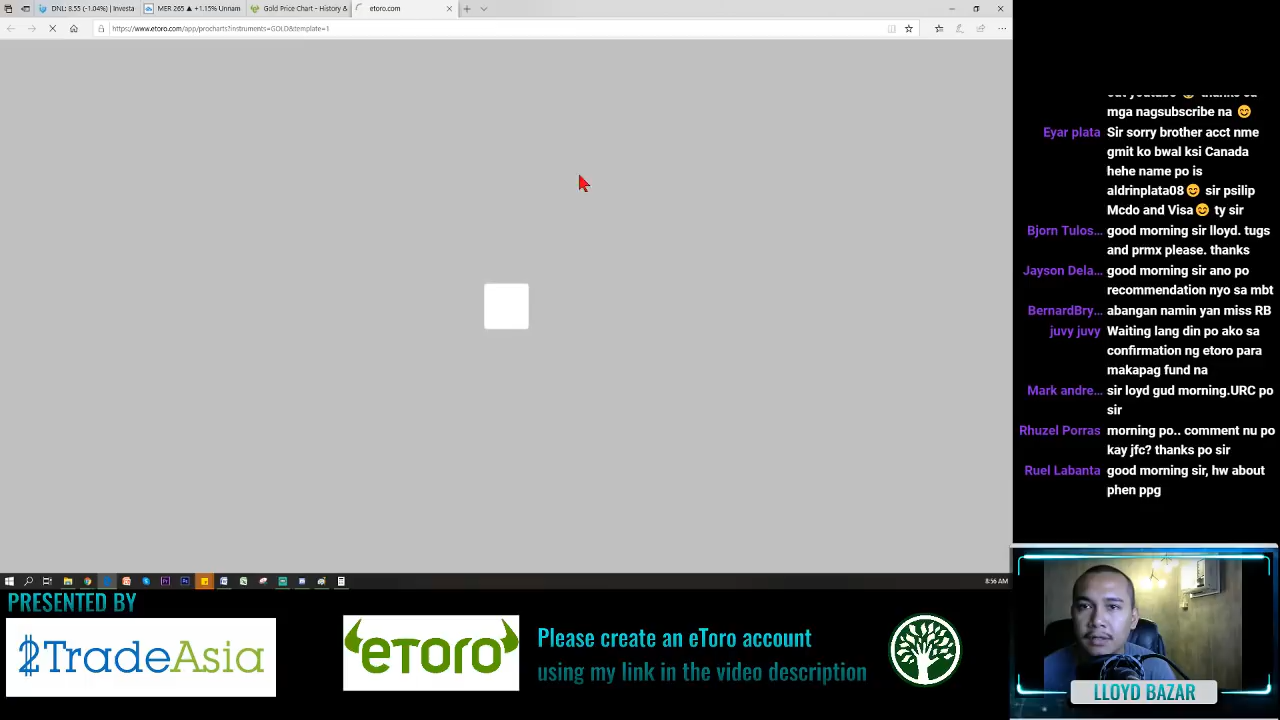 DNL: 8.55 (-1.04%) | Investa
MER 265 ▲ +1.15% Unnam
Gold Price Chart - History &
etoro.com
https://www.etoro.com/app/procharts?instruments=GOLD&template=1
mga nagsubscribe na 😊
Eyar plata Sir sorry brother acct nme
gmit ko bwal ksi Canada
hehe name po is
aldrinplata08😊 sir psilip
Mcdo and Visa😊 ty sir
Bjorn Tulos... good morning sir lloyd. tugs
and prmx please. thanks
Jayson Dela... good morning sir ano po
recommendation nyo sa mbt
BernardBry... abangan namin yan miss RB
juvy juvy Waiting lang din po ako sa
confirmation ng etoro para
makapag fund na
Mark andre... sir loyd gud morning.URC po
sir
Rhuzel Porras morning po.. comment nu po
kay jfc? thanks po sir
Ruel Labanta good morning sir, hw about
phen ppg
8:56 AM
PRESENTED BY
2TradeAsia
eToro
Please create an eToro account
using my link in the video description
LLOYD BAZAR